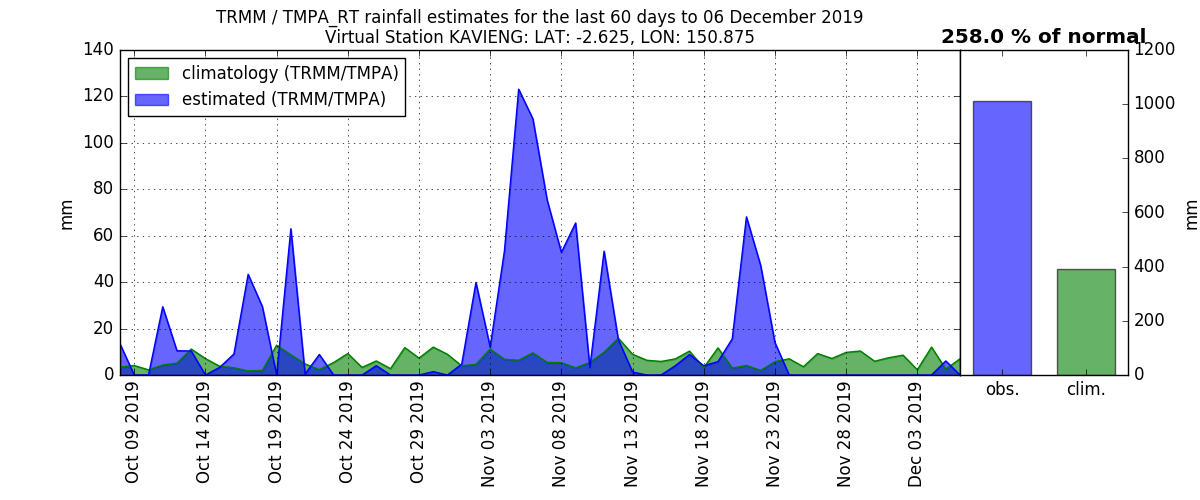 TRMM / TMPA_RT rainfall estimates for the last 60 days to 06 December 2019
Virtual Station KAVIENG: LAT: -2.625, LON: 150.875
258.0 % of normal
climatology (TRMM/TMPA)
estimated (TRMM/TMPA)
140
120
100
80
60
40
20
0
mm
Oct 09 2019
Oct 14 2019
Oct 19 2019
Oct 24 2019
Oct 29 2019
Nov 03 2019
Nov 08 2019
Nov 13 2019
Nov 18 2019
Nov 23 2019
Nov 28 2019
Dec 03 2019
1200
1000
800
600
400
200
0
mm
obs.
clim.